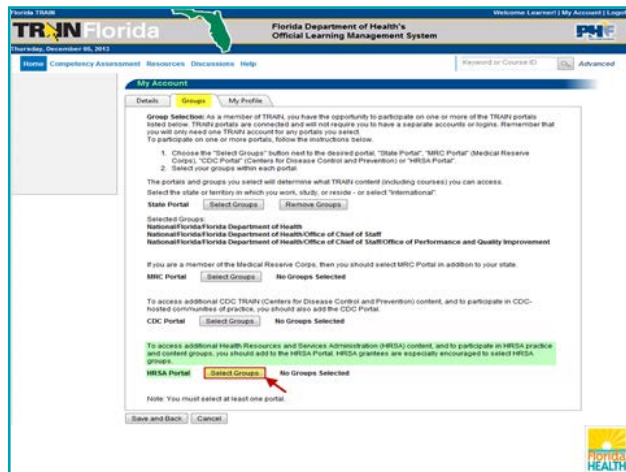 Florida TRAIN
Welcome Learner! | My Account | Logout
TRAIN Florida
Florida Department of Health's
Official Learning Management System
PHF
Thursday, December 05, 2013
Home Competency Assessment Resources Discussions Help
Keyword or Course ID
Advanced
My Account
Details Groups My Profile
Group Selection: As a member of TRAIN, you have the opportunity to participate on one or more of the TRAIN portals
listed below. TRAIN portals are connected and will not require you to have a separate accounts or logins. Remember that
you will only need one TRAIN account for any portals you select.
To participate on one or more portals, follow the instructions below.
1. Choose the "Select Groups" button next to the desired portal, "State Portal", "MRC Portal" (Medical Reserve
Corps), "CDC Portal" (Centers for Disease Control and Prevention) or "HRSA Portal".
2. Select your groups within each portal.
The portals and groups you select will determine what TRAIN content (including courses) you can access.
Select the state or territory in which you work, study, or reside - or select "International".
State Portal Select Groups Remove Groups
Selected Groups:
National/Florida/Florida Department of Health
National/Florida/Florida Department of Health/Office of Chief of Staff
National/Florida/Florida Department of Health/Office of Chief of Staff/Office of Performance and Quality Improvement
If you are a member of the Medical Reserve Corps, then you should select MRC Portal in addition to your state.
MRC Portal Select Groups No Groups Selected
To access additional CDC TRAIN (Centers for Disease Control and Prevention) content, and to participate in CDC-
hosted communities of practice, you should also add the CDC Portal.
CDC Portal Select Groups No Groups Selected
To access additional Health Resources and Services Administration (HRSA) content, and to participate in HRSA practice
and content groups, you should add to the HRSA Portal. HRSA grantees are especially encouraged to select HRSA
groups.
HRSA Portal Select Groups No Groups Selected
Note: You must select at least one portal.
Save and Back Cancel
Florida
HEALTH